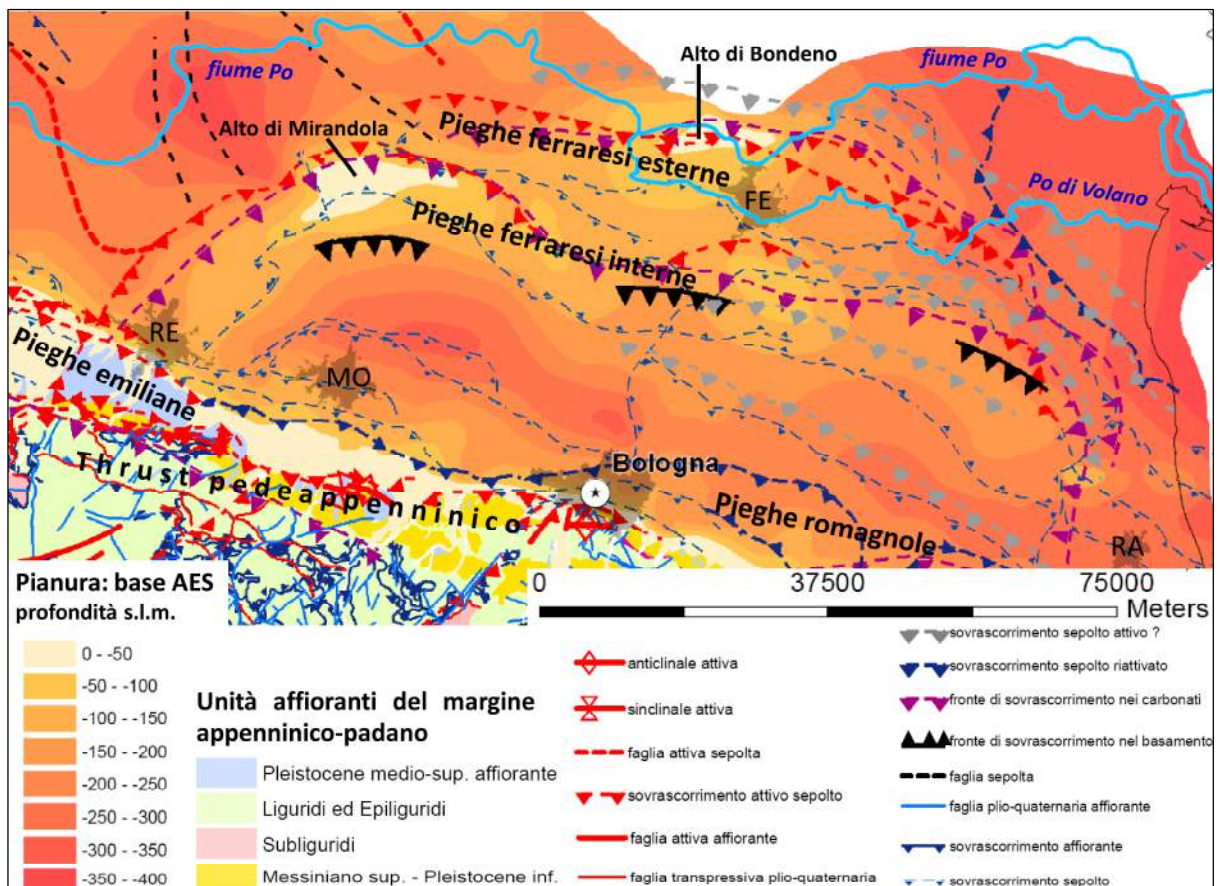 Alto di Bondeno
fiume Po
fiume Po
Pieghe ferraresi esterne
Alto di Mirandola
Po di Volano
FE
Pieghe ferraresi interne
RE
MO
Pieghe emiliane
Thrust pedeappenninico
Bologna
Pieghe romagnole
RA
Pianura: base AES
profondità s.l.m.
0 37500 75000
Meters
0 - -50
-50 - -100
-100 - -150
-150 - -200
-200 - -250
-250 - -300
-300 - -350
-350 - -400
Unità affioranti del margine
appenninico-padano
Pleistocene medio-sup. affiorante
Liguridi ed Epiliguridi
Subliguridi
Messiniano sup. - Pleistocene inf.
anticlinale attiva
sinclinale attiva
faglia attiva sepolta
sovrascorrimento attivo sepolto
faglia attiva affiorante
faglia transpressiva plio-quaternaria
sovrascorrimento sepolto attivo ?
sovrascorrimento sepolto riattivato
fronte di sovrascorrimento nei carbonati
fronte di sovrascorrimento nel basamento
faglia sepolta
faglia plio-quaternaria affiorante
sovrascorrimento affiorante
sovrascorrimento sepolto